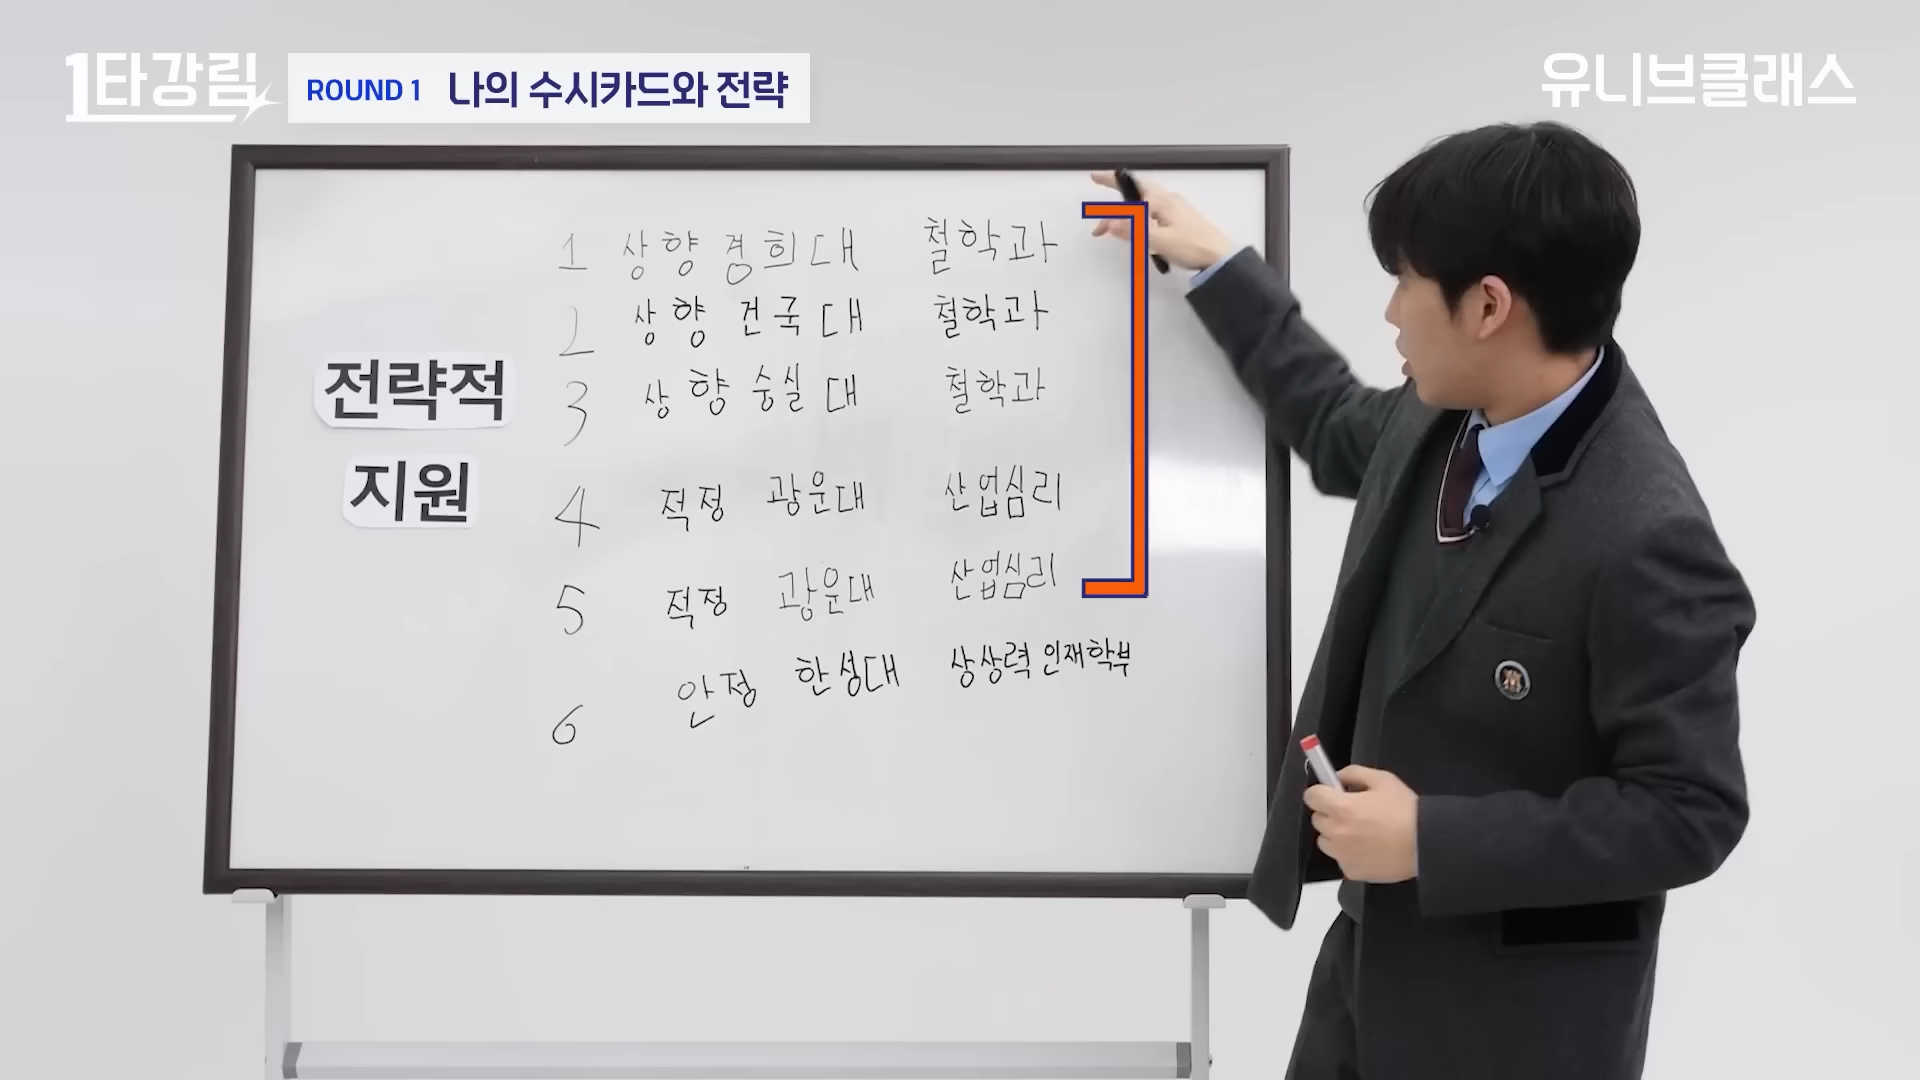 1타강림
ROUND 1 나의 수시카드와 전략
유니브클래스
전략적
지원
1 상향 경희대 철학과
2 상향 건국대 철학과
3 상향 숭실대 철학과
4 적정 광운대 산업심리
5 적정 광운대 산업심리
6 안정 한성대 상상력 인재학부